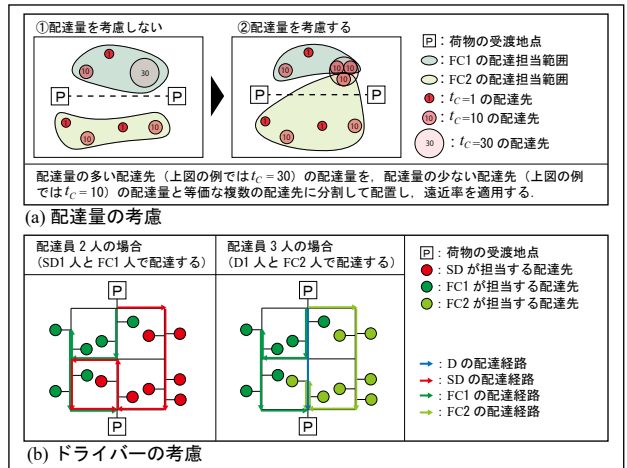 ①配達量を考慮しない
②配達量を考慮する
1
10
30
P
P
1
10
1
10
1
10
10
10
10
P
P
1
10
1
10
P:荷物の受渡地点
:FC1 の配達担当範囲
:FC2 の配達担当範囲
1:tC=1 の配達先
10:tC=10 の配達先
30:tC=30 の配達先
配達量の多い配達先（上図の例では tC = 30）の配達量を，配達量の少ない配達先（上図の例
では tC = 10）の配達量と等価な複数の配達先に分割して配置し，遠近率を適用する.
(a) 配達量の考慮
配達員 2 人の場合
（SD1 人と FC1 人で配達する）
配達員 3 人の場合
（D1 人と FC2 人で配達する）
P
P
P
P
P:荷物の受渡地点
:SD が担当する配達先
:FC1 が担当する配達先
:FC2 が担当する配達先
:D の配達経路
:SD の配達経路
:FC1 の配達経路
:FC2 の配達経路
(b) ドライバーの考慮